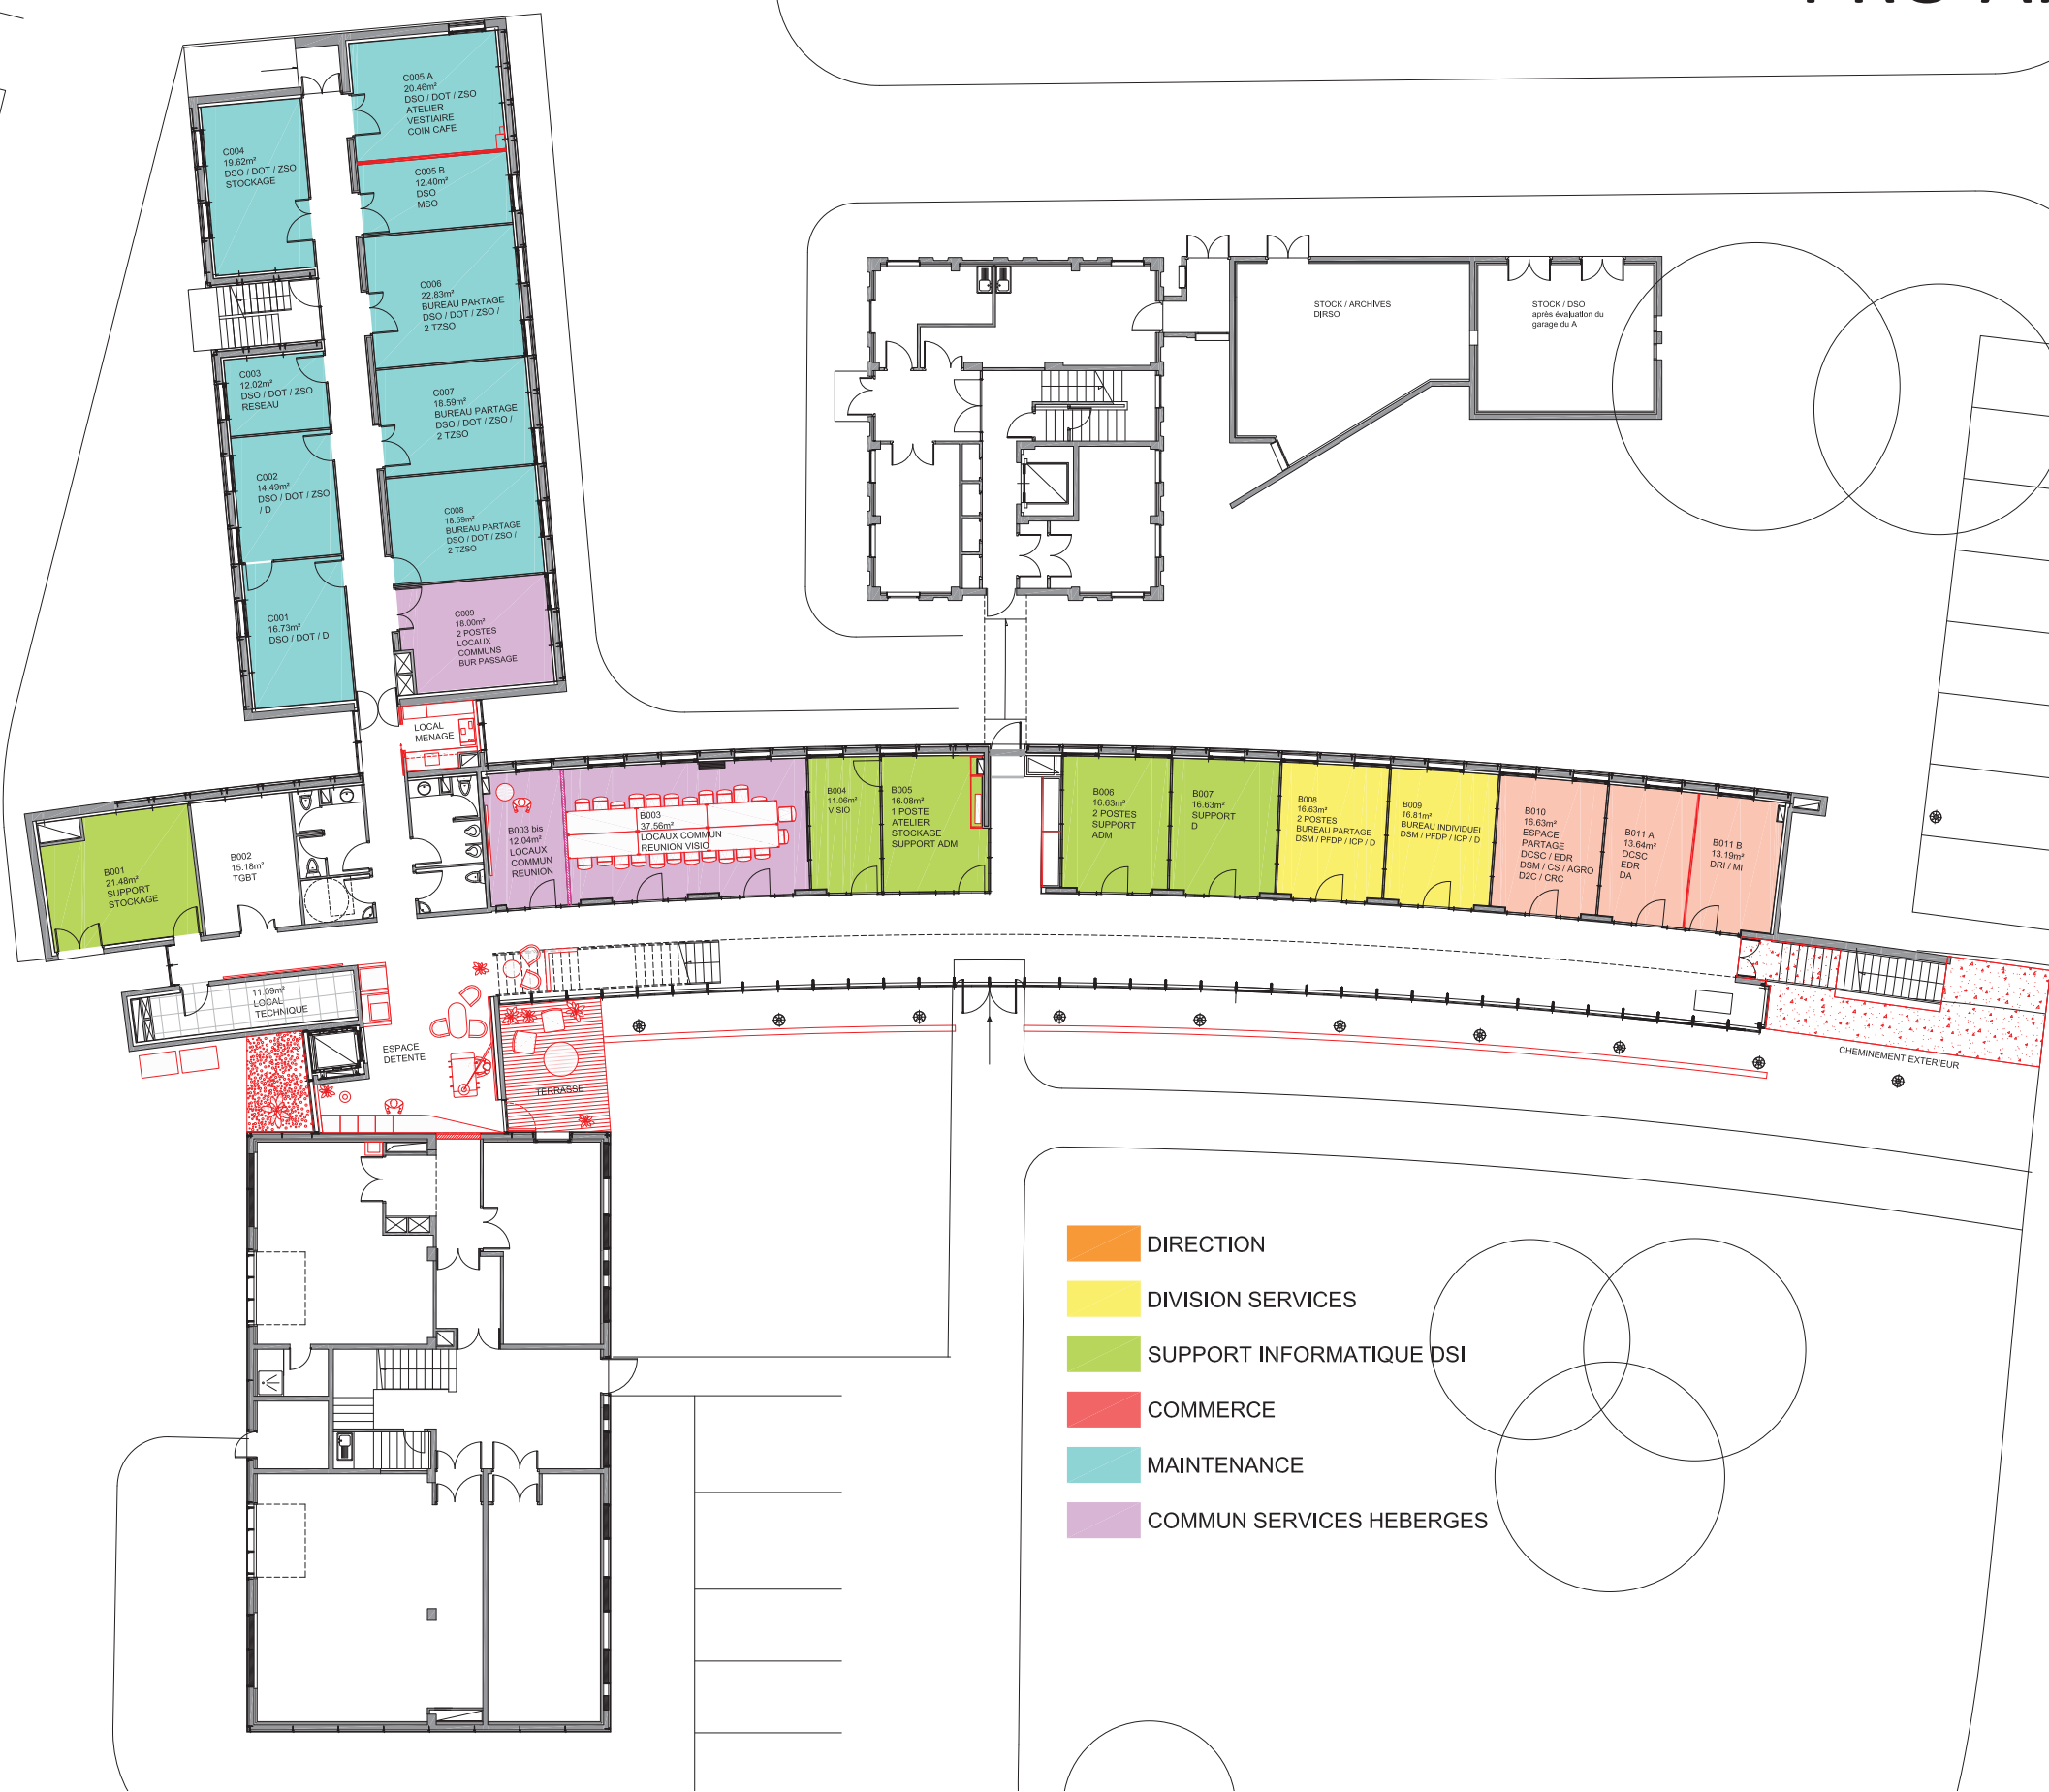 C005 A
20.46m²
DSO / DOT / ZSO
ATELIER
VESTIAIRE
COIN CAFE
C004
19.62m²
DSO / DOT / ZSO
STOCKAGE
C005 B
12.40m²
DSO
MSO
C006
22.83m²
BUREAU PARTAGE
DSO / DOT / ZSO /
2 TZSO
C003
12.02m²
DSO / DOT / ZSO
RESEAU
C007
18.59m²
BUREAU PARTAGE
DSO / DOT / ZSO /
2 TZSO
C002
14.49m²
DSO / DOT / ZSO
/ D
C008
18.59m²
BUREAU PARTAGE
DSO / DOT / ZSO /
2 TZSO
C001
16.73m²
DSO / DOT / D
C009
18.00m²
2 POSTES
LOCAUX
COMMUNS
BUR PASSAGE
LOCAL
MENAGE
STOCK / ARCHIVES
DIRSO
STOCK / DSO
après évaluation du
garage du A
B001
21.48m²
SUPPORT
STOCKAGE
B002
15.18m²
TGBT
B003 bis
12.04m²
LOCAUX
COMMUN
REUNION
B003
37.56m²
LOCAUX COMMUN
REUNION VISIO
B004
11.06m²
VISIO
B005
16.08m²
1 POSTE
ATELIER
STOCKAGE
SUPPORT ADM
B006
16.63m²
2 POSTES
SUPPORT
ADM
B007
16.63m²
SUPPORT
D
B008
16.63m²
2 POSTES
BUREAU PARTAGE
DSM / PFDP / ICP / D
B009
16.81m²
BUREAU INDIVIDUEL
DSM / PFDP / ICP / D
B010
16.63m²
ESPACE
PARTAGE
DCSC / EDR
DSM / CS / AGRO
D2C / CRC
B011 A
13.64m²
DCSC
EDR
DA
B011 B
13.19m²
DRI / MI
11.09m²
LOCAL
TECHNIQUE
ESPACE
DETENTE
TERRASSE
CHEMINEMENT EXTERIEUR
DIRECTION
DIVISION SERVICES
SUPPORT INFORMATIQUE DSI
COMMERCE
MAINTENANCE
COMMUN SERVICES HEBERGES